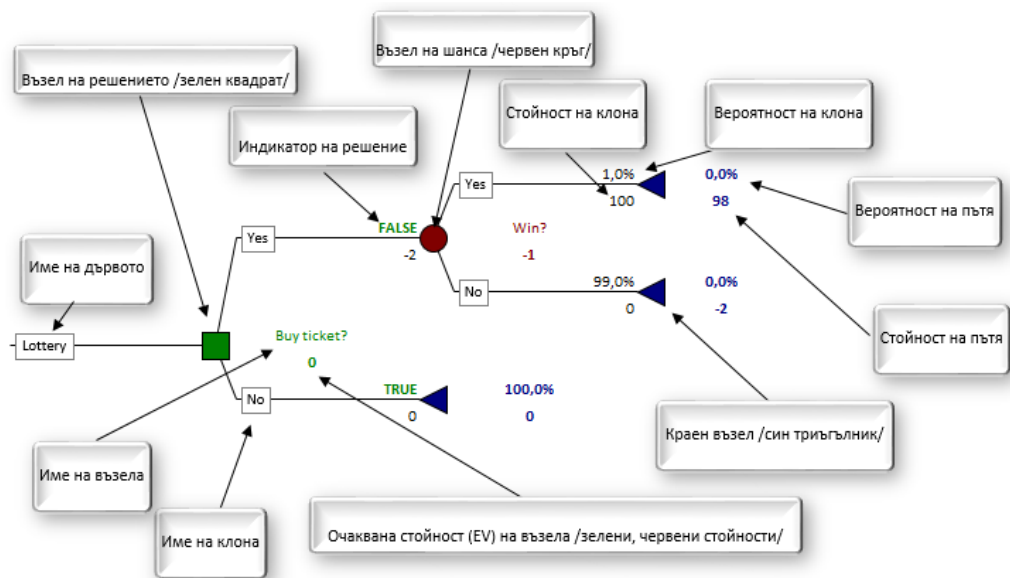 Възел на шанса /червен кръг/
Възел на решението /зелен квадрат/
Стойност на клона
Вероятност на клона
Индикатор на решение
1,0%
0,0%
Yes
100
98
Вероятност на пътя
FALSE
Win?
Yes
-2
-1
Име на дървото
99,0%
0,0%
No
0
-2
Стойност на пътя
Lottery
Buy ticket?
0
TRUE
100,0%
No
0
0
Краен възел /син триъгълник/
Име на възела
Име на клона
Очаквана стойност (EV) на възела /зелени, червени стойности/